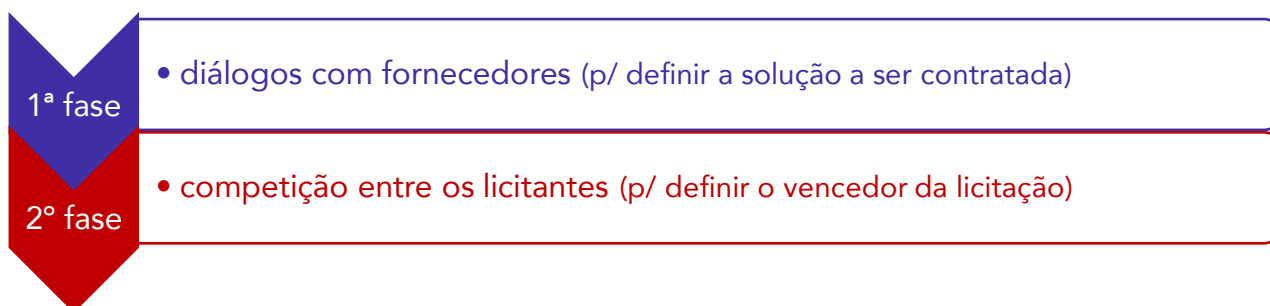 1ª fase
• diálogos com fornecedores (p/ definir a solução a ser contratada)
2º fase
• competição entre os licitantes (p/ definir o vencedor da licitação)